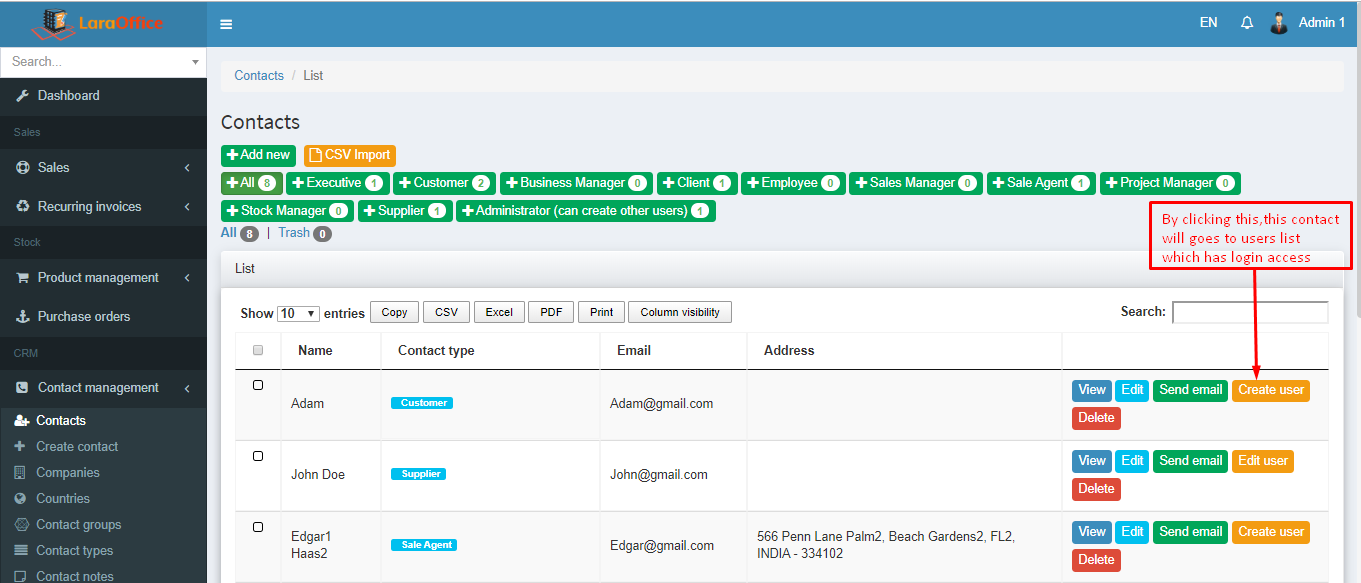 LaraOffice
EN
Admin 1
Search...
Dashboard
Sales
Sales
Recurring invoices
Stock
Product management
Purchase orders
CRM
Contact management
Contacts
Create contact
Companies
Countries
Contact groups
Contact types
Contact notes
Contacts / List
Contacts
Add new CSV Import
All 8 Executive 1 Customer 2 Business Manager 0 Client 1 Employee 0 Sales Manager 0 Sale Agent 1 Project Manager 0
Stock Manager 0 Supplier 1 Administrator (can create other users) 1
All 8 | Trash 0
By clicking this,this contact
will goes to users list
which has login access
List
Show 10 entries Copy CSV Excel PDF Print Column visibility Search:
Name Contact type Email Address
Adam Customer Adam@gmail.com View Edit Send email Create user
Delete
John Doe Supplier John@gmail.com View Edit Send email Edit user
Delete
Edgar1 566 Penn Lane Palm2, Beach Gardens2, FL2, View Edit Send email Create user
Haas2 Sale Agent Edgar@gmail.com INDIA - 334102
Delete